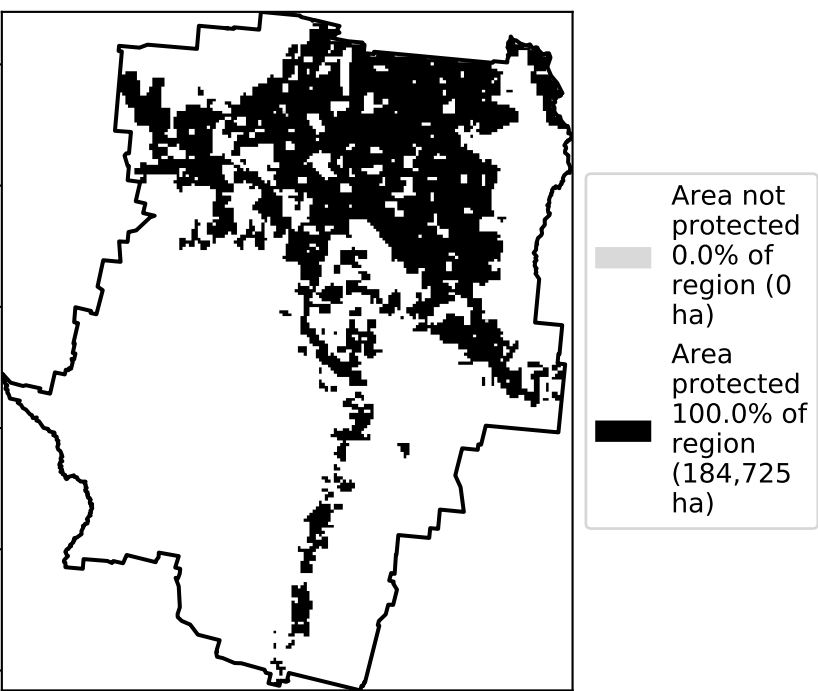 Area not
protected
0.0% of
region (0
ha)
Area
protected
100.0% of
region
(184,725
ha)